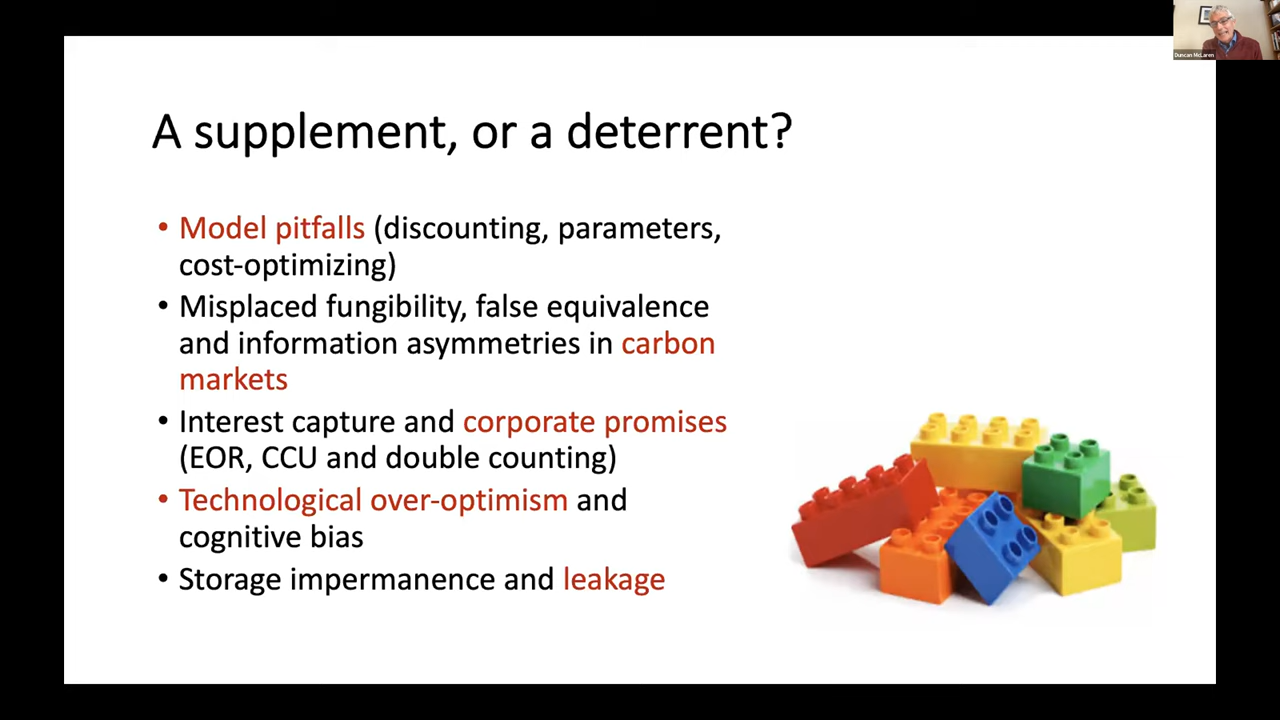 Duncan McLaren
A supplement, or a deterrent?
• Model pitfalls (discounting, parameters,
cost-optimizing)
• Misplaced fungibility, false equivalence
and information asymmetries in carbon
markets
• Interest capture and corporate promises
(EOR, CCU and double counting)
• Technological over-optimism and
cognitive bias
• Storage impermanence and leakage